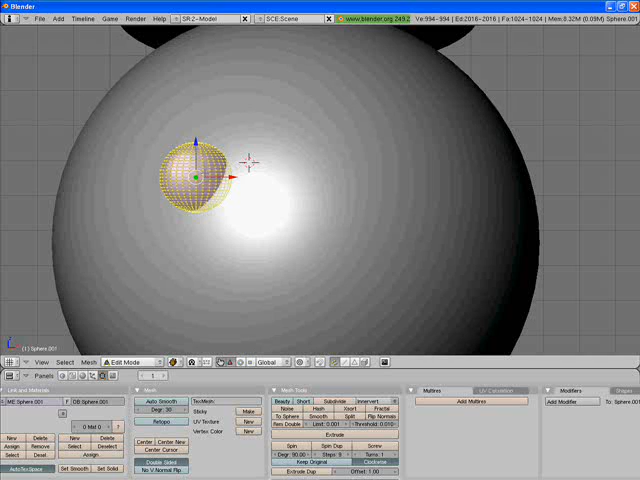 Blender
File Add Timeline Game Render Help SR:2-Model SCE:Scene www.blender.org 249.2 Ve:994-994 | Ed:2016-2016 | Fa:1024-1024 | Mem:8.32M (0.09M) Sphere.001
(1) Sphere.001
View Select Mesh Edit Mode Global
Panels 1
Link and Materials Mesh Mesh Tools Multires UV Calculation Modifiers Shapes
ME:Sphere.001 OB:Sphere.001 Auto Smooth TexMesh: Beauty Short Subdivide Innervert Add Multires Add Modifier To: Sphere.001
Degr: 30 Sticky Make Noise Hash Xsort Fractal
To Sphere Smooth Split Flip Normals
0 Mat 0 ? Retopo UV Texture New Rem Double Limit: 0.001 Threshold: 0.010
Vertex Color New Extrude
New Delete New Delete Center Center New Spin Spin Dup Screw
Assign Remove Select Deselect Center Cursor Degr: 90.00 Steps: 9 Turns: 1
Select Desel. Assign Double Sided Keep Original Clockwise
AutoTexSpace Set Smooth Set Solid No V.Normal Flip Extrude Dup Offset: 1.00